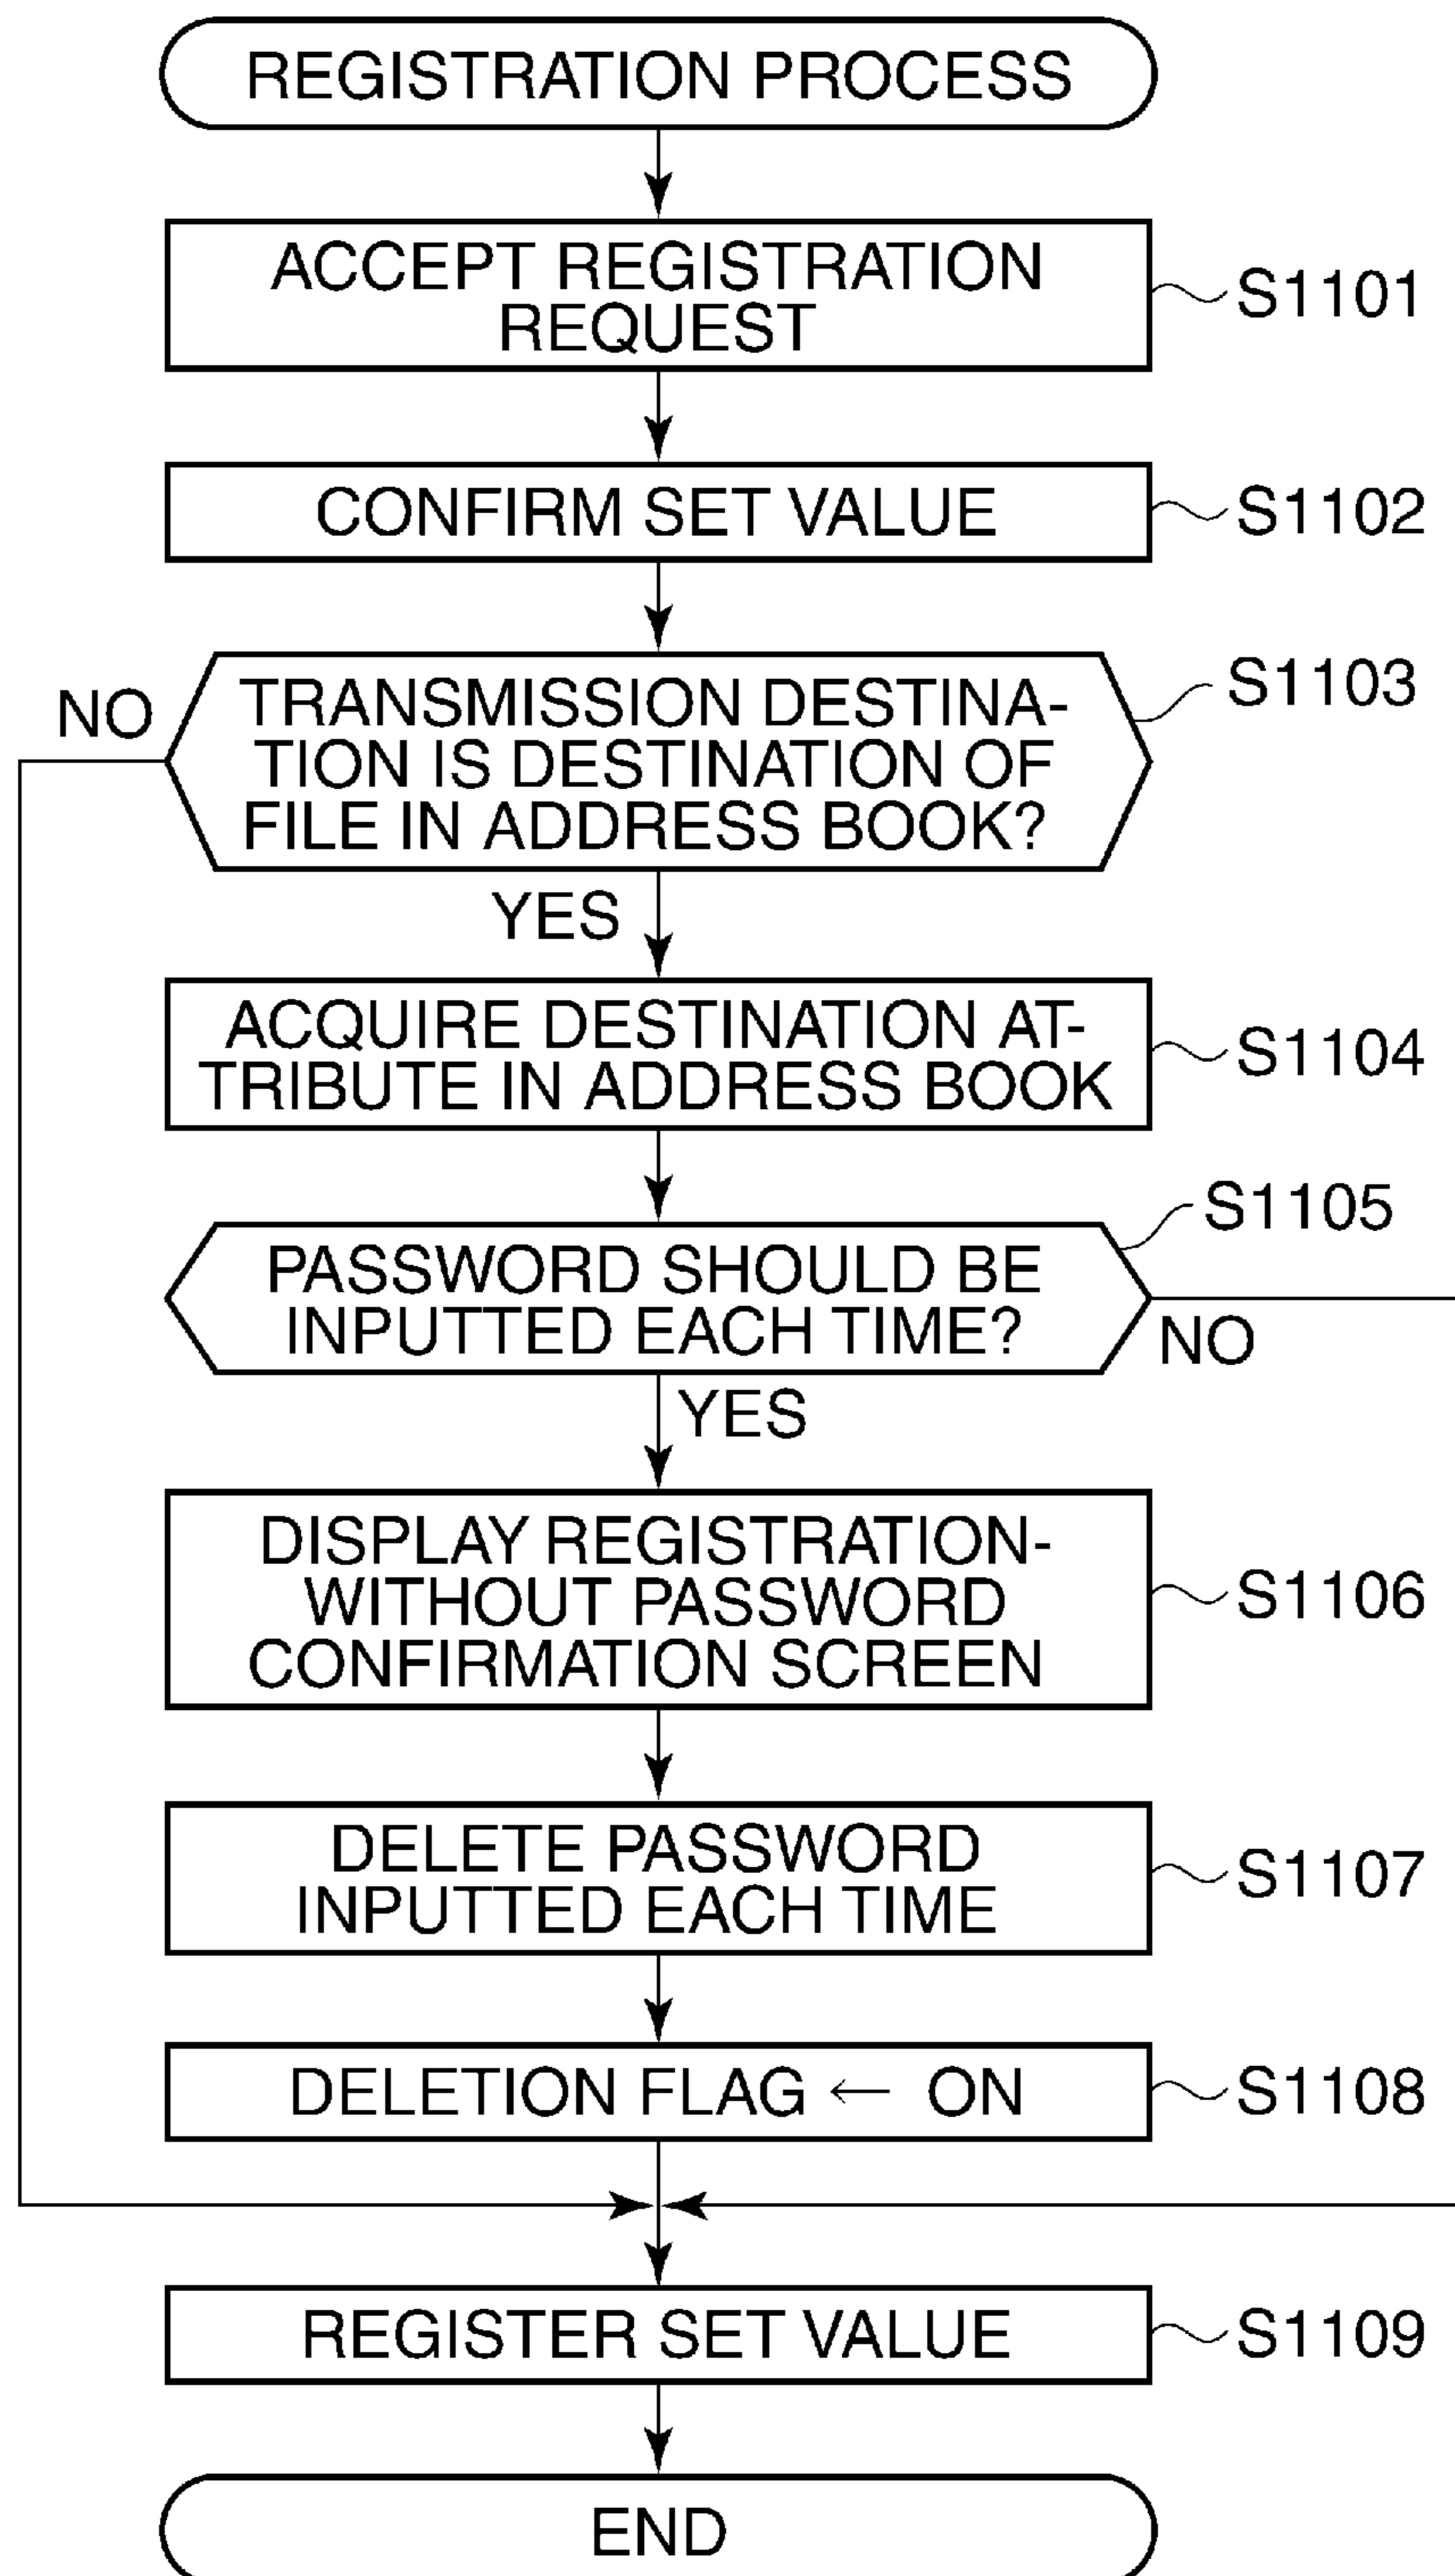 REGISTRATION PROCESS
ACCEPT REGISTRATION
REQUEST
S1101
CONFIRM SET VALUE
S1102
S1103
NO
TRANSMISSION DESTINA-
TION IS DESTINATION OF
FILE IN ADDRESS BOOK?
YES
ACQUIRE DESTINATION AT-
TRIBUTE IN ADDRESS BOOK
S1104
S1105
PASSWORD SHOULD BE
INPUTTED EACH TIME?
NO
YES
DISPLAY REGISTRATION-
WITHOUT PASSWORD
CONFIRMATION SCREEN
S1106
DELETE PASSWORD
INPUTTED EACH TIME
S1107
DELETION FLAG ← ON
S1108
REGISTER SET VALUE
S1109
END